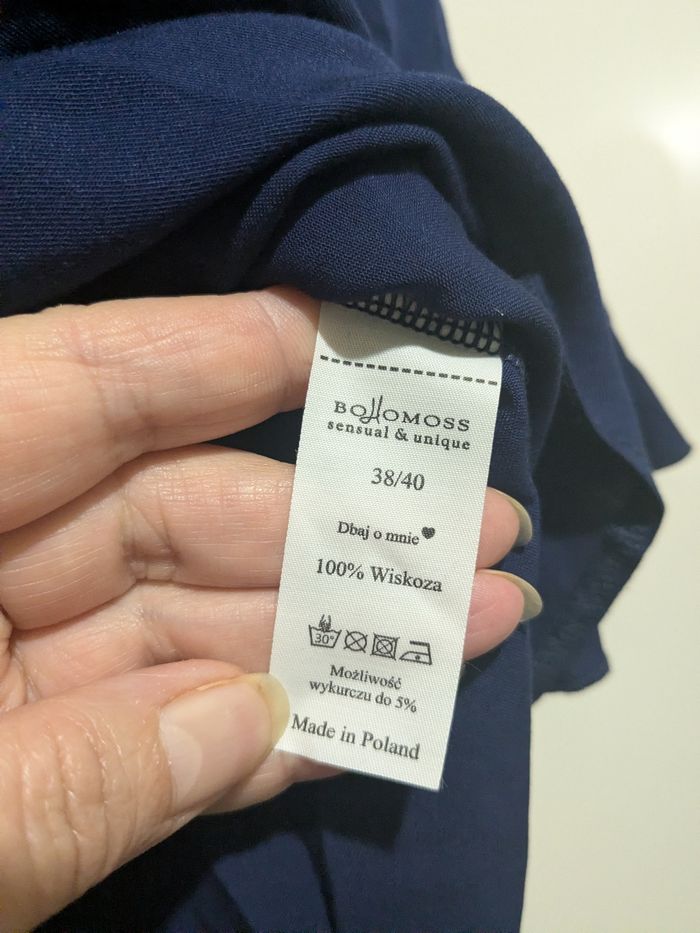 BOHOMOSS
sensual & unique
38/40
Dbaj o mnie♥
100% Wiskoza
30°
Możliwość
wykurczu do 5%
Made in Poland